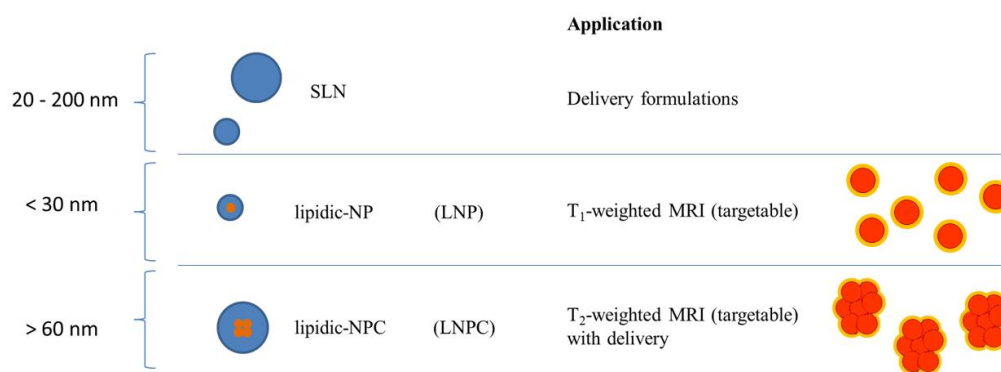 Application
20 - 200 nm
SLN
Delivery formulations
< 30 nm
lipidic-NP (LNP)
T₁-weighted MRI (targetable)
> 60 nm
lipidic-NPC (LNPC)
T₂-weighted MRI (targetable)
with delivery